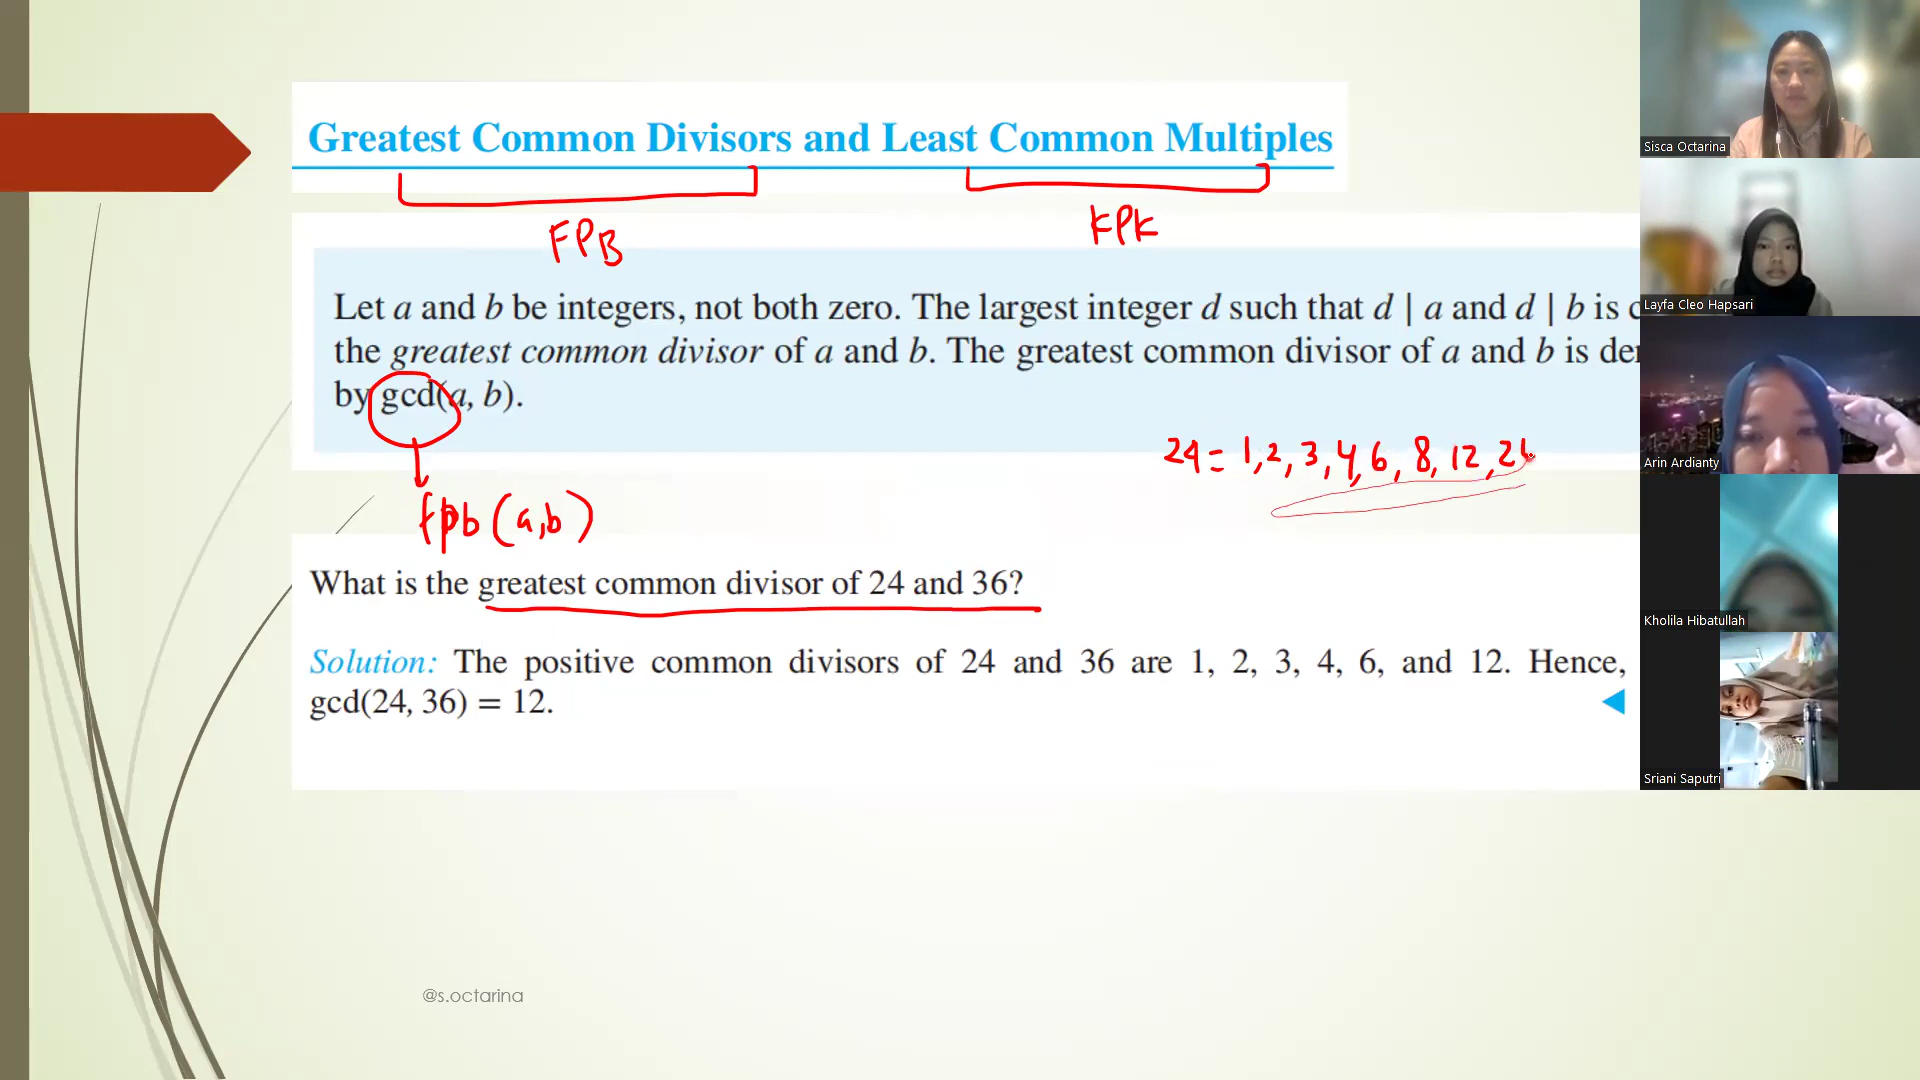 Greatest Common Divisors and Least Common Multiples
FPB
KPK
Let a and b be integers, not both zero. The largest integer d such that d | a and d | b is
the greatest common divisor of a and b. The greatest common divisor of a and b is
by gcd(a, b).
24 = 1, 2, 3, 4, 6, 8, 12, 24
fpb (a,b)
What is the greatest common divisor of 24 and 36?
Solution: The positive common divisors of 24 and 36 are 1, 2, 3, 4, 6, and 12. Hence,
gcd(24, 36) = 12.
@s.octarina
Sisca Octarina
Layfa Cleo Hapsari
Arin Ardianty
Kholila Hibatullah
Sriani Saputri